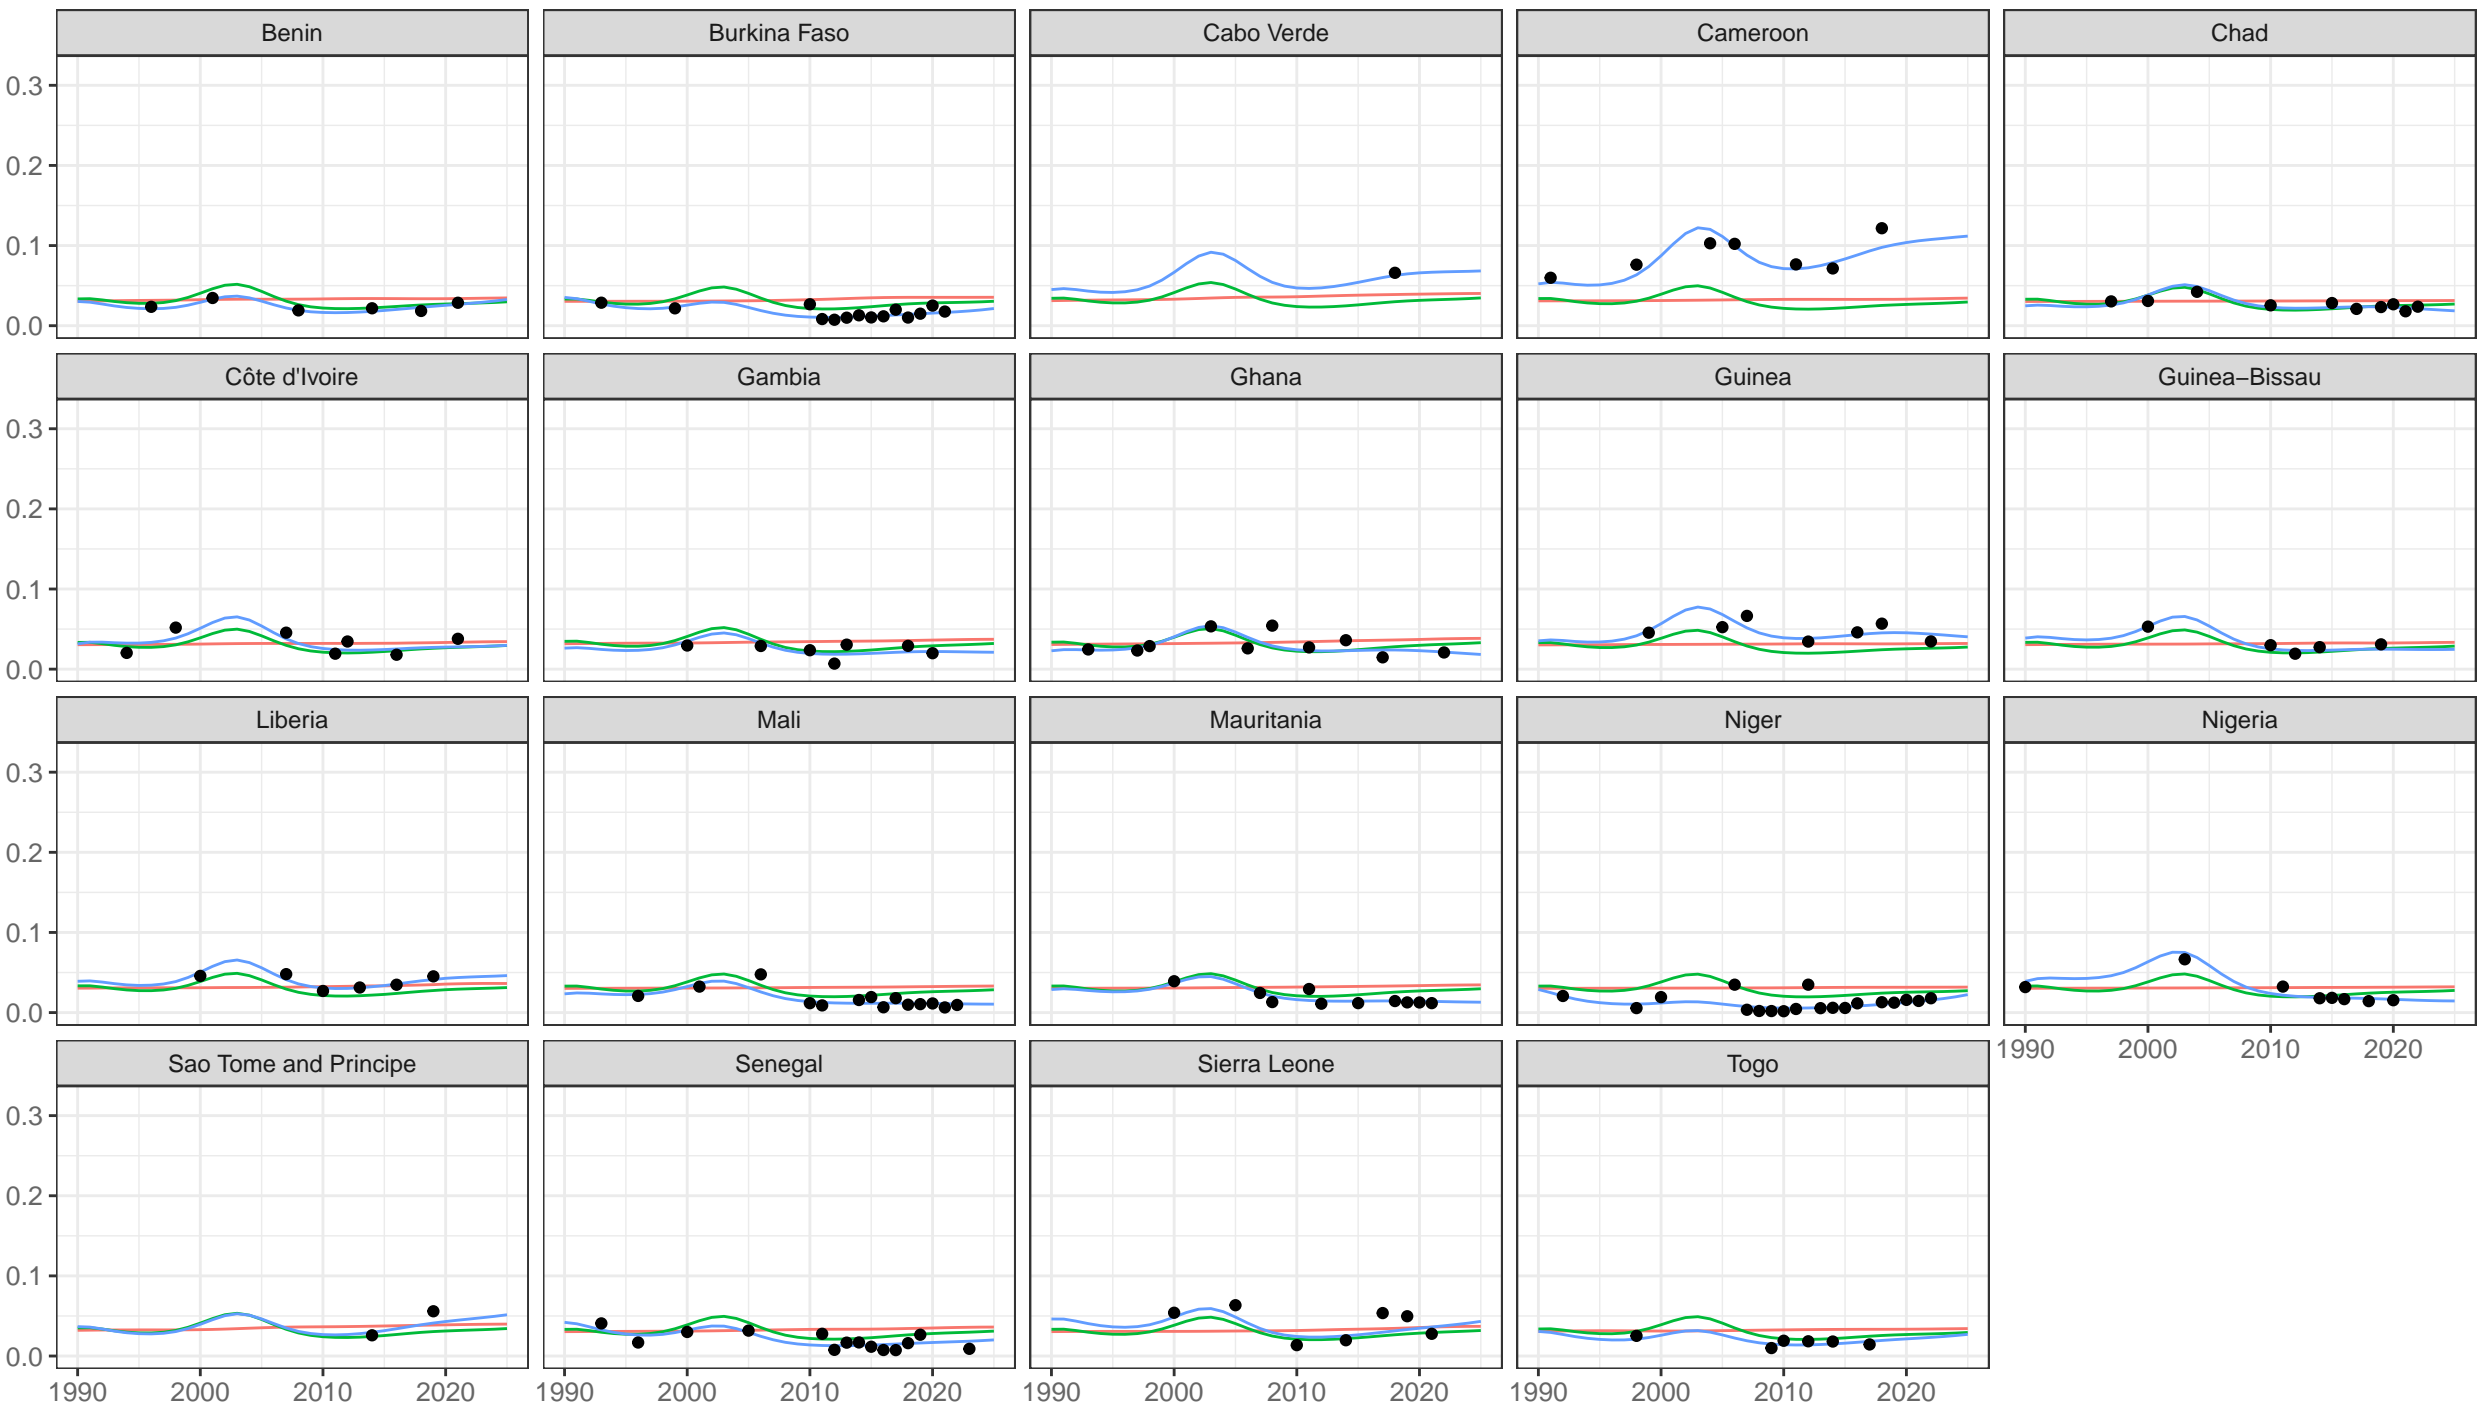 Benin Burkina Faso Cabo Verde Cameroon Chad
0.3
0.2
0.1
0.0
Côte d'Ivoire Gambia Ghana Guinea Guinea−Bissau
0.3
0.2
0.1
0.0
Liberia Mali Mauritania Niger Nigeria
0.3
0.2
0.1
0.0
1990 2000 2010 2020
Sao Tome and Principe Senegal Sierra Leone Togo
0.3
0.2
0.1
0.0
1990 2000 2010 2020 1990 2000 2010 2020 1990 2000 2010 2020 1990 2000 2010 2020